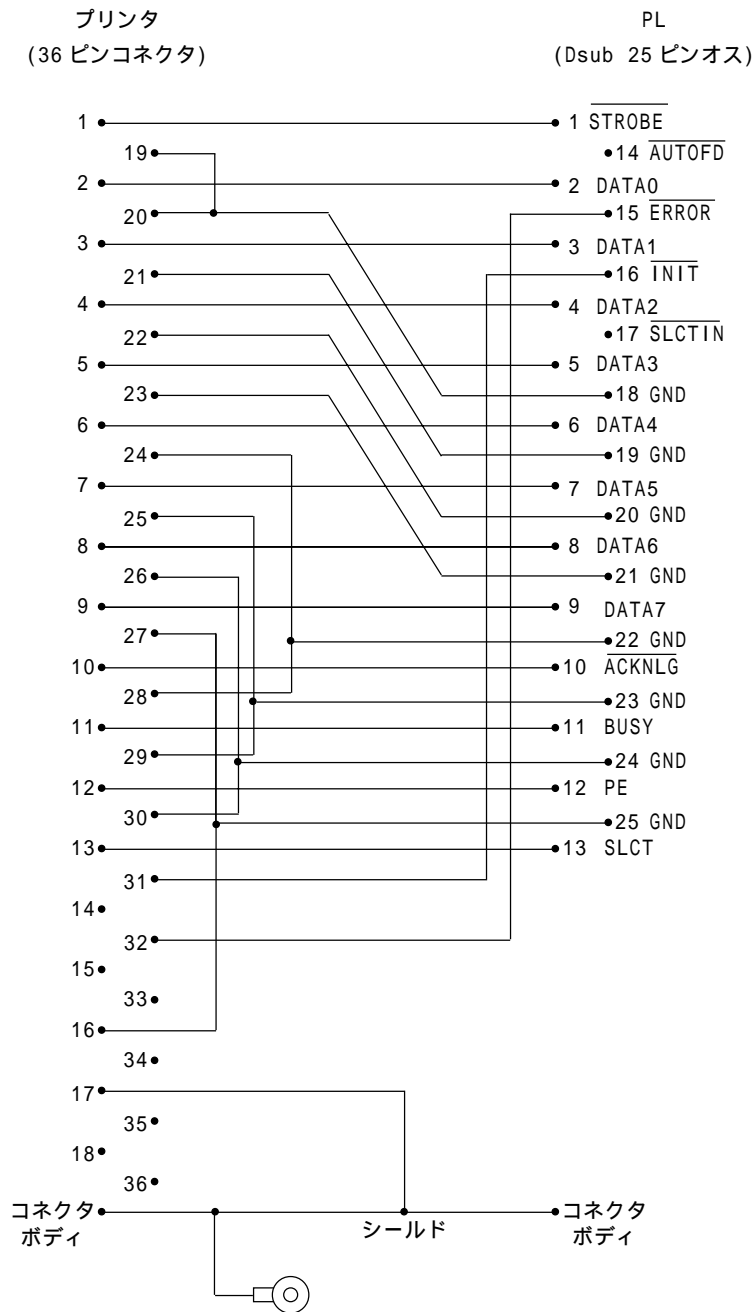 プリンタ PL
(36 ピンコネクタ) (Dsub 25 ピンオス)
1 1 STROBE
19 14 AUTOFD
2 2 DATA0
20 15 ERROR
3 3 DATA1
21 16 INIT
4 4 DATA2
22 17 SLCTIN
5 5 DATA3
23 18 GND
6 6 DATA4
24 19 GND
7 7 DATA5
25 20 GND
8 8 DATA6
26 21 GND
9 9 DATA7
27 22 GND
10 10 ACKNLG
28 23 GND
11 11 BUSY
29 24 GND
12 12 PE
30 25 GND
13 13 SLCT
31
14
32
15
33
16
34
17
35
18
36
コネクタ シールド コネクタ
ボディ ボディ